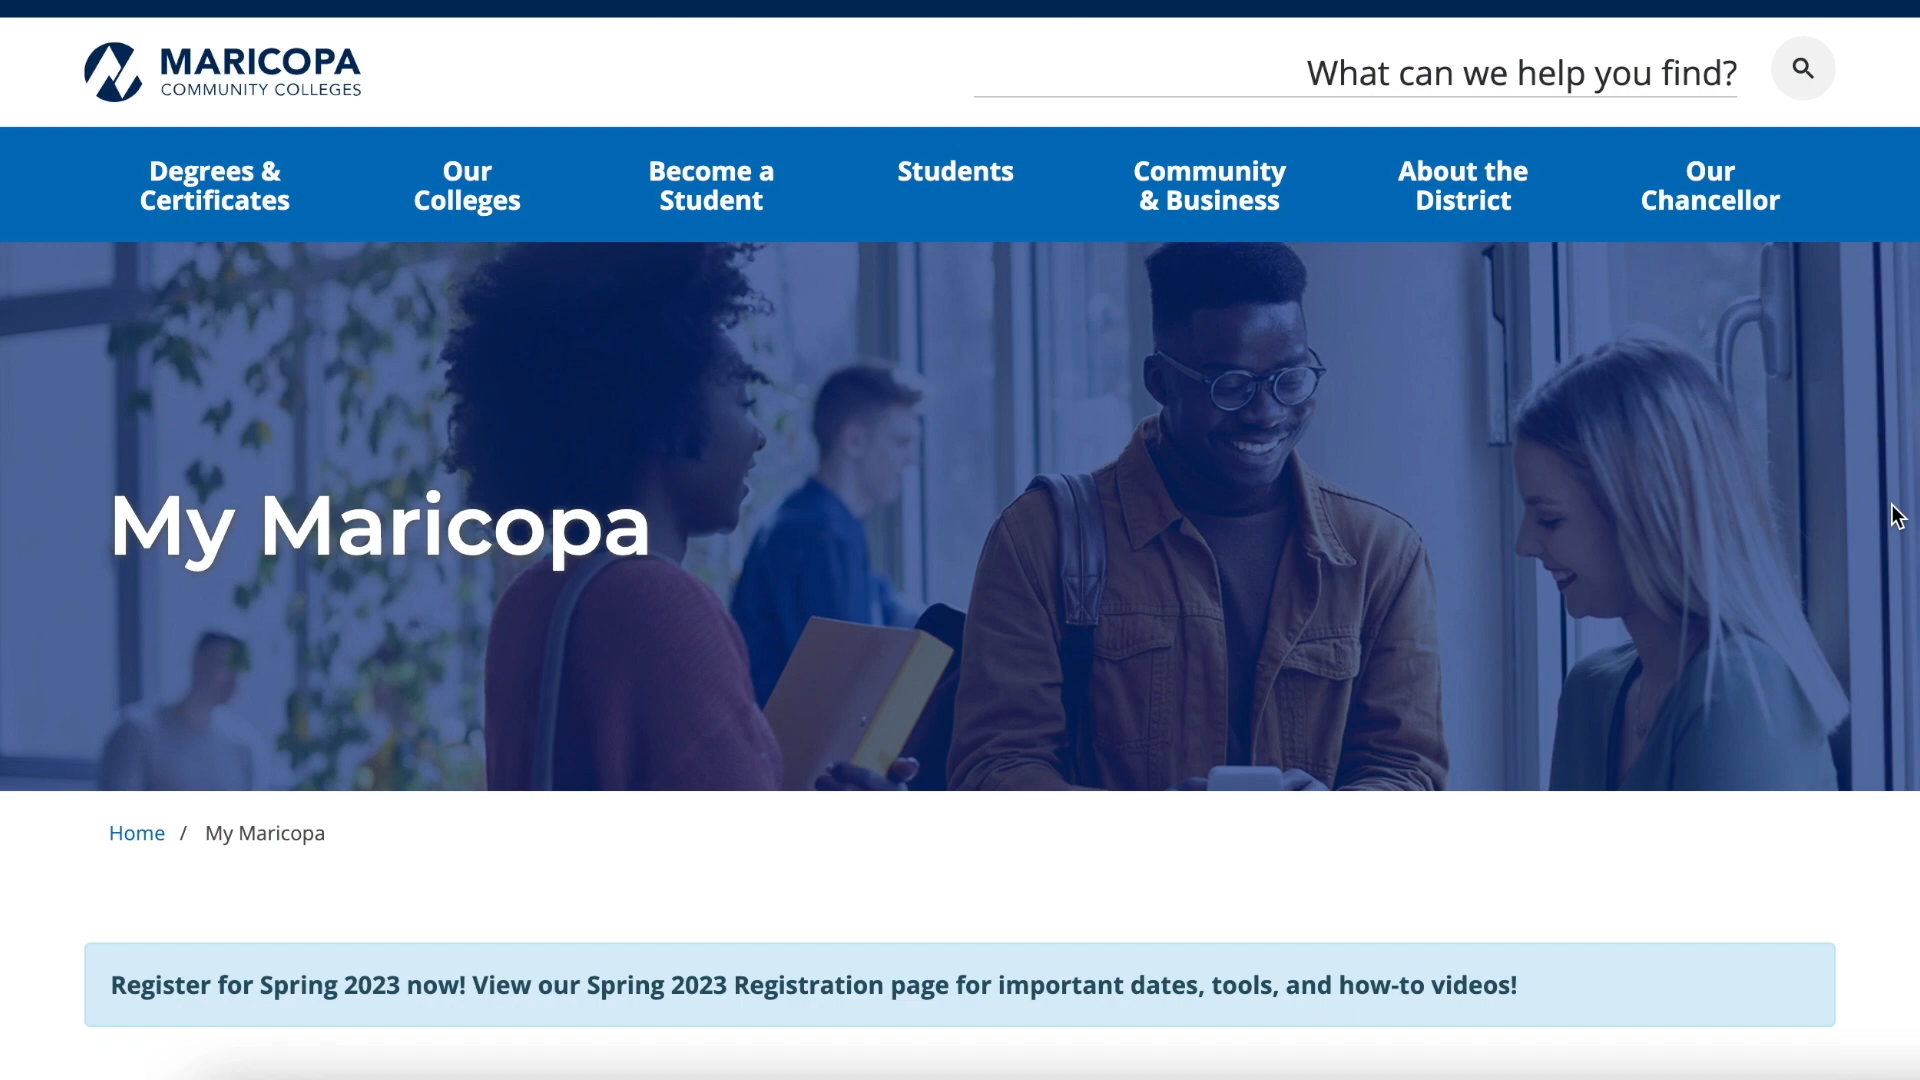 MARICOPA
COMMUNITY COLLEGES
What can we help you find?
Degrees &
Certificates
Our
Colleges
Become a
Student
Students
Community
& Business
About the
District
Our
Chancellor
My Maricopa
Home / My Maricopa
Register for Spring 2023 now! View our Spring 2023 Registration page for important dates, tools, and how-to videos!